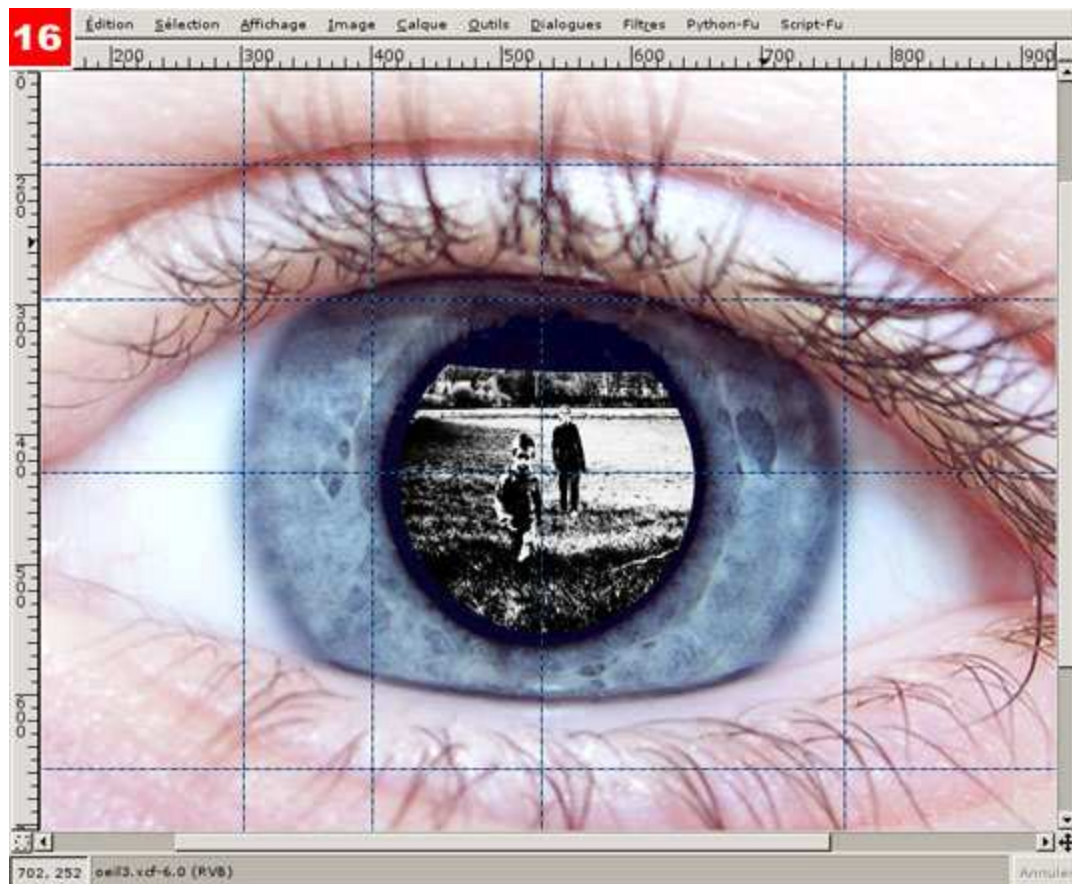 16
Édition Sélection Affichage Image Calque Outils Dialogues Filtres Python-Fu Script-Fu
200 300 400 500 600 700 800 900
0
200
300
400
500
600
702, 252 oeil3.xcf-6.0 (RVB) Annuler